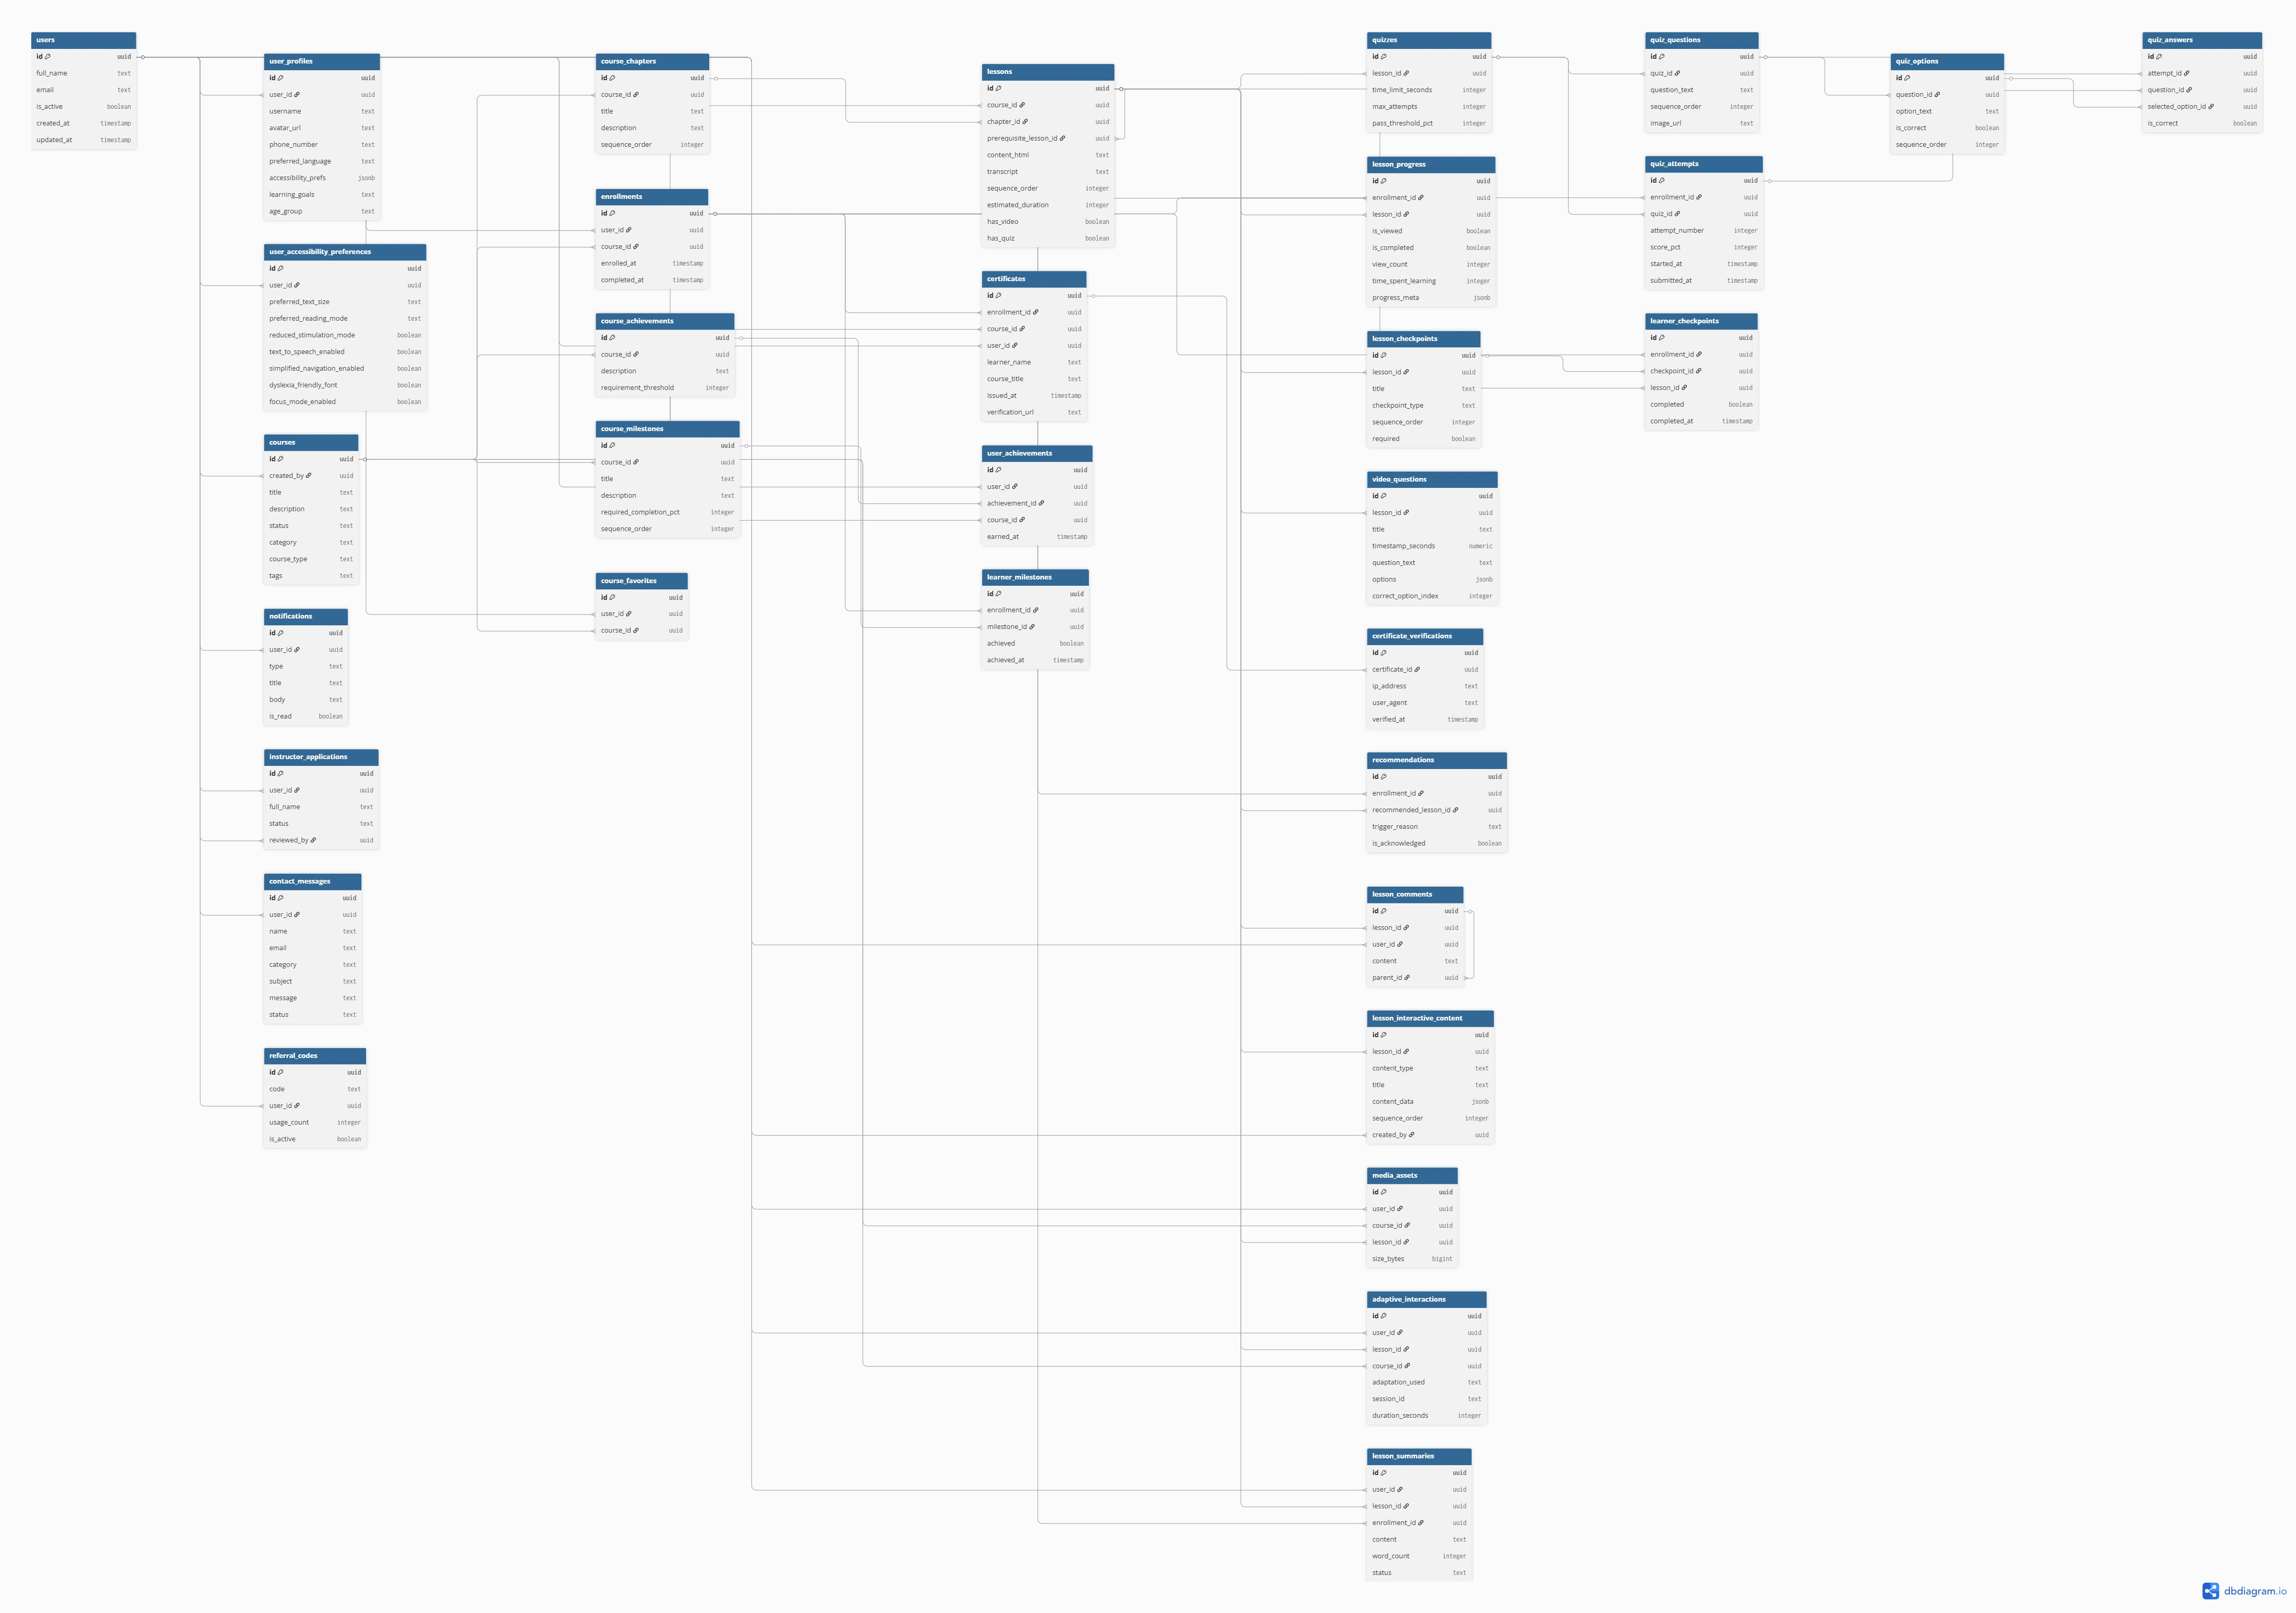 users
id uuid
full_name text
email text
is_active boolean
created_at timestamp
updated_at timestamp
user_profiles
id uuid
user_id uuid
username text
avatar_url text
phone_number text
preferred_language text
accessibility_prefs jsonb
learning_goals text
age_group text
user_accessibility_preferences
id uuid
user_id uuid
preferred_text_size text
preferred_reading_mode text
reduced_stimulation_mode boolean
text_to_speech_enabled boolean
simplified_navigation_enabled boolean
dyslexia_friendly_font boolean
focus_mode_enabled boolean
courses
id uuid
created_by uuid
title text
description text
status text
category text
course_type text
tags text
notifications
id uuid
user_id uuid
type text
title text
body text
is_read boolean
instructor_applications
id uuid
user_id uuid
full_name text
status text
reviewed_by uuid
contact_messages
id uuid
user_id uuid
name text
email text
category text
subject text
message text
status text
referral_codes
id uuid
code text
user_id uuid
usage_count integer
is_active boolean
course_chapters
id uuid
course_id uuid
title text
description text
sequence_order integer
enrollments
id uuid
user_id uuid
course_id uuid
enrolled_at timestamp
completed_at timestamp
course_achievements
id uuid
course_id uuid
description text
requirement_threshold integer
course_milestones
id uuid
course_id uuid
title text
description text
required_completion_pct integer
sequence_order integer
course_favorites
id uuid
user_id uuid
course_id uuid
lessons
id uuid
course_id uuid
chapter_id uuid
prerequisite_lesson_id uuid
content_html text
transcript text
sequence_order integer
estimated_duration integer
has_video boolean
has_quiz boolean
certificates
id uuid
enrollment_id uuid
course_id uuid
user_id uuid
learner_name text
course_title text
issued_at timestamp
verification_url text
user_achievements
id uuid
user_id uuid
achievement_id uuid
course_id uuid
earned_at timestamp
learner_milestones
id uuid
enrollment_id uuid
milestone_id uuid
achieved boolean
achieved_at timestamp
quizzes
id uuid
lesson_id uuid
time_limit_seconds integer
max_attempts integer
pass_threshold_pct integer
lesson_progress
id uuid
enrollment_id uuid
lesson_id uuid
is_viewed boolean
is_completed boolean
view_count integer
time_spent_learning integer
progress_meta jsonb
lesson_checkpoints
id uuid
lesson_id uuid
title text
checkpoint_type text
sequence_order integer
required boolean
video_questions
id uuid
lesson_id uuid
title text
timestamp_seconds numeric
question_text text
options jsonb
correct_option_index integer
certificate_verifications
id uuid
certificate_id uuid
ip_address text
user_agent text
verified_at timestamp
recommendations
id uuid
enrollment_id uuid
recommended_lesson_id uuid
trigger_reason text
is_acknowledged boolean
lesson_comments
id uuid
lesson_id uuid
user_id uuid
content text
parent_id uuid
lesson_interactive_content
id uuid
lesson_id uuid
content_type text
title text
content_data jsonb
sequence_order integer
created_by uuid
media_assets
id uuid
user_id uuid
course_id uuid
lesson_id uuid
size_bytes bigint
adaptive_interactions
id uuid
user_id uuid
lesson_id uuid
course_id uuid
adaptation_used text
session_id text
duration_seconds integer
lesson_summaries
id uuid
user_id uuid
lesson_id uuid
enrollment_id uuid
content text
word_count integer
status text
quiz_questions
id uuid
quiz_id uuid
question_text text
sequence_order integer
image_url text
quiz_attempts
id uuid
enrollment_id uuid
quiz_id uuid
attempt_number integer
score_pct integer
started_at timestamp
submitted_at timestamp
learner_checkpoints
id uuid
enrollment_id uuid
checkpoint_id uuid
lesson_id uuid
completed boolean
completed_at timestamp
quiz_options
id uuid
question_id uuid
option_text text
is_correct boolean
sequence_order integer
quiz_answers
id uuid
attempt_id uuid
question_id uuid
selected_option_id uuid
is_correct boolean
dbdiagram.io